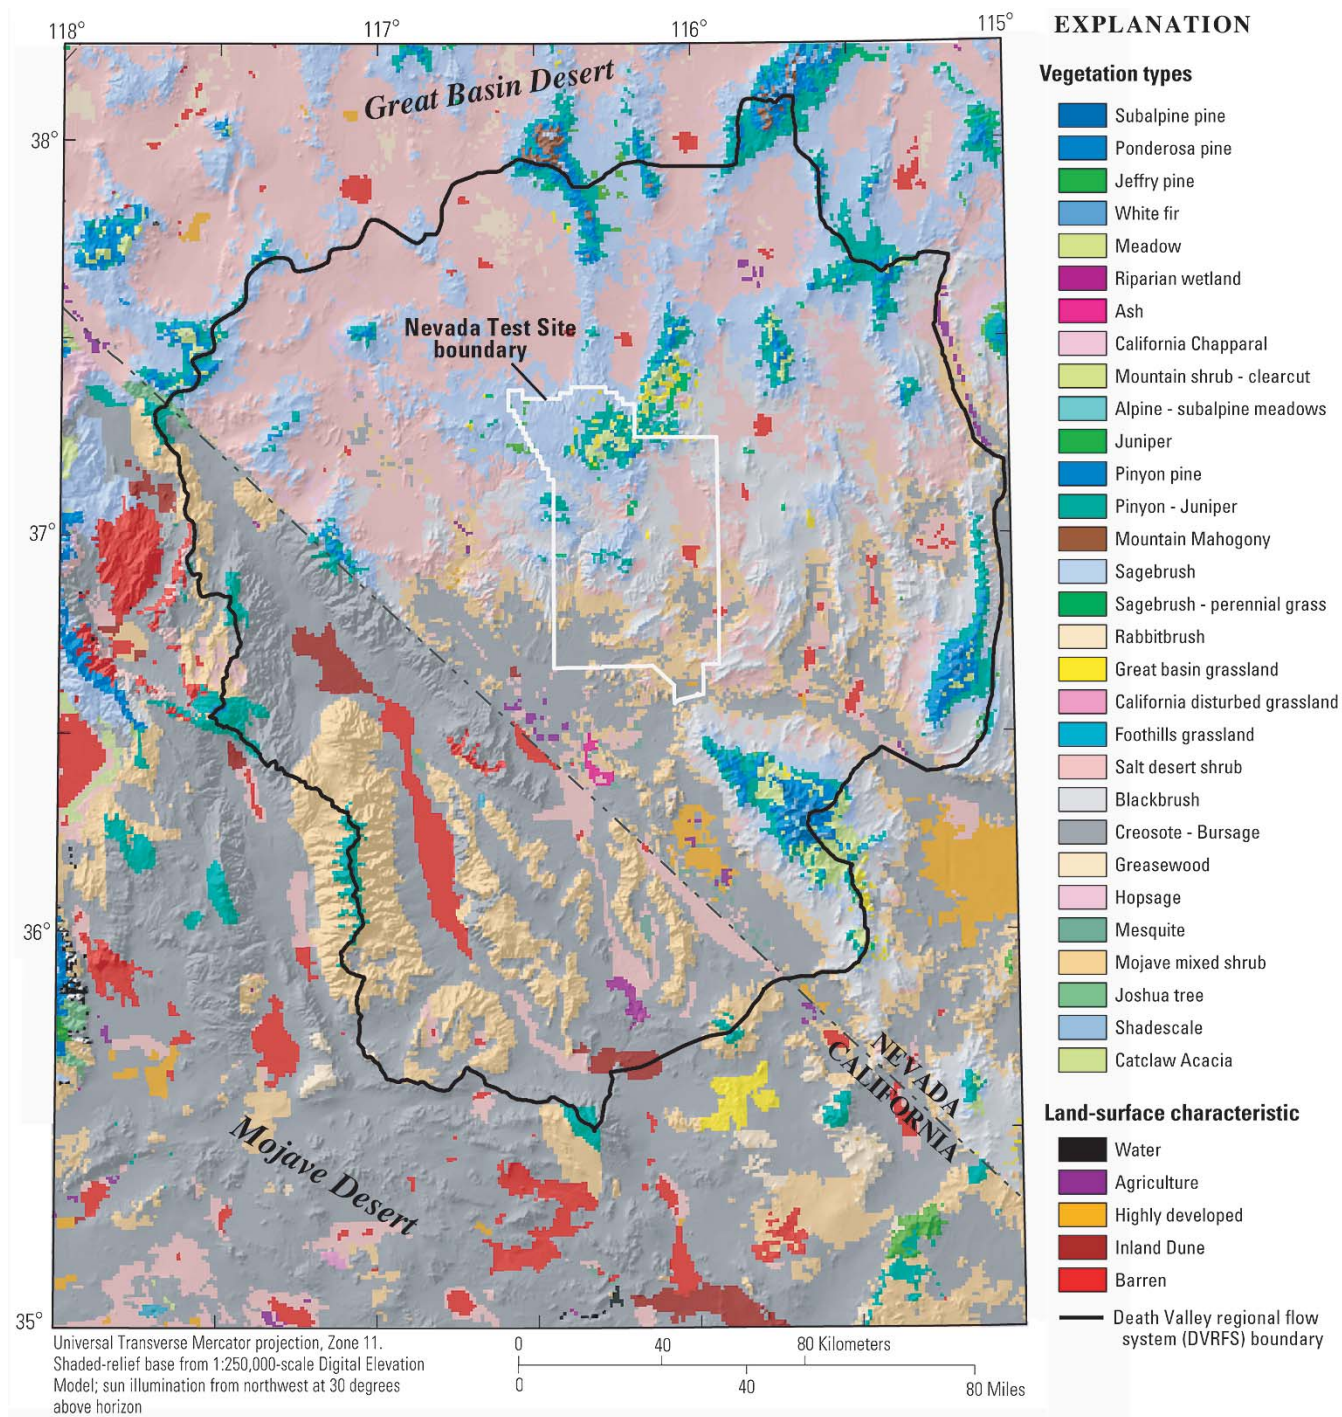 118°
117°
116°
115°
Great Basin Desert
38°
Nevada Test Site
boundary
37°
36°
NEVADA
CALIFORNIA
Mojave Desert
35°
Universal Transverse Mercator projection, Zone 11.
Shaded-relief base from 1:250,000-scale Digital Elevation
Model; sun illumination from northwest at 30 degrees
above horizon
0 40 80 Kilometers
0 40 80 Miles
EXPLANATION
Vegetation types
Subalpine pine
Ponderosa pine
Jeffry pine
White fir
Meadow
Riparian wetland
Ash
California Chapparal
Mountain shrub - clearcut
Alpine - subalpine meadows
Juniper
Pinyon pine
Pinyon - Juniper
Mountain Mahogony
Sagebrush
Sagebrush - perennial grass
Rabbitbrush
Great basin grassland
California disturbed grassland
Foothills grassland
Salt desert shrub
Blackbrush
Creosote - Bursage
Greasewood
Hopsage
Mesquite
Mojave mixed shrub
Joshua tree
Shadescale
Catclaw Acacia
Land-surface characteristic
Water
Agriculture
Highly developed
Inland Dune
Barren
Death Valley regional flow
system (DVRFS) boundary